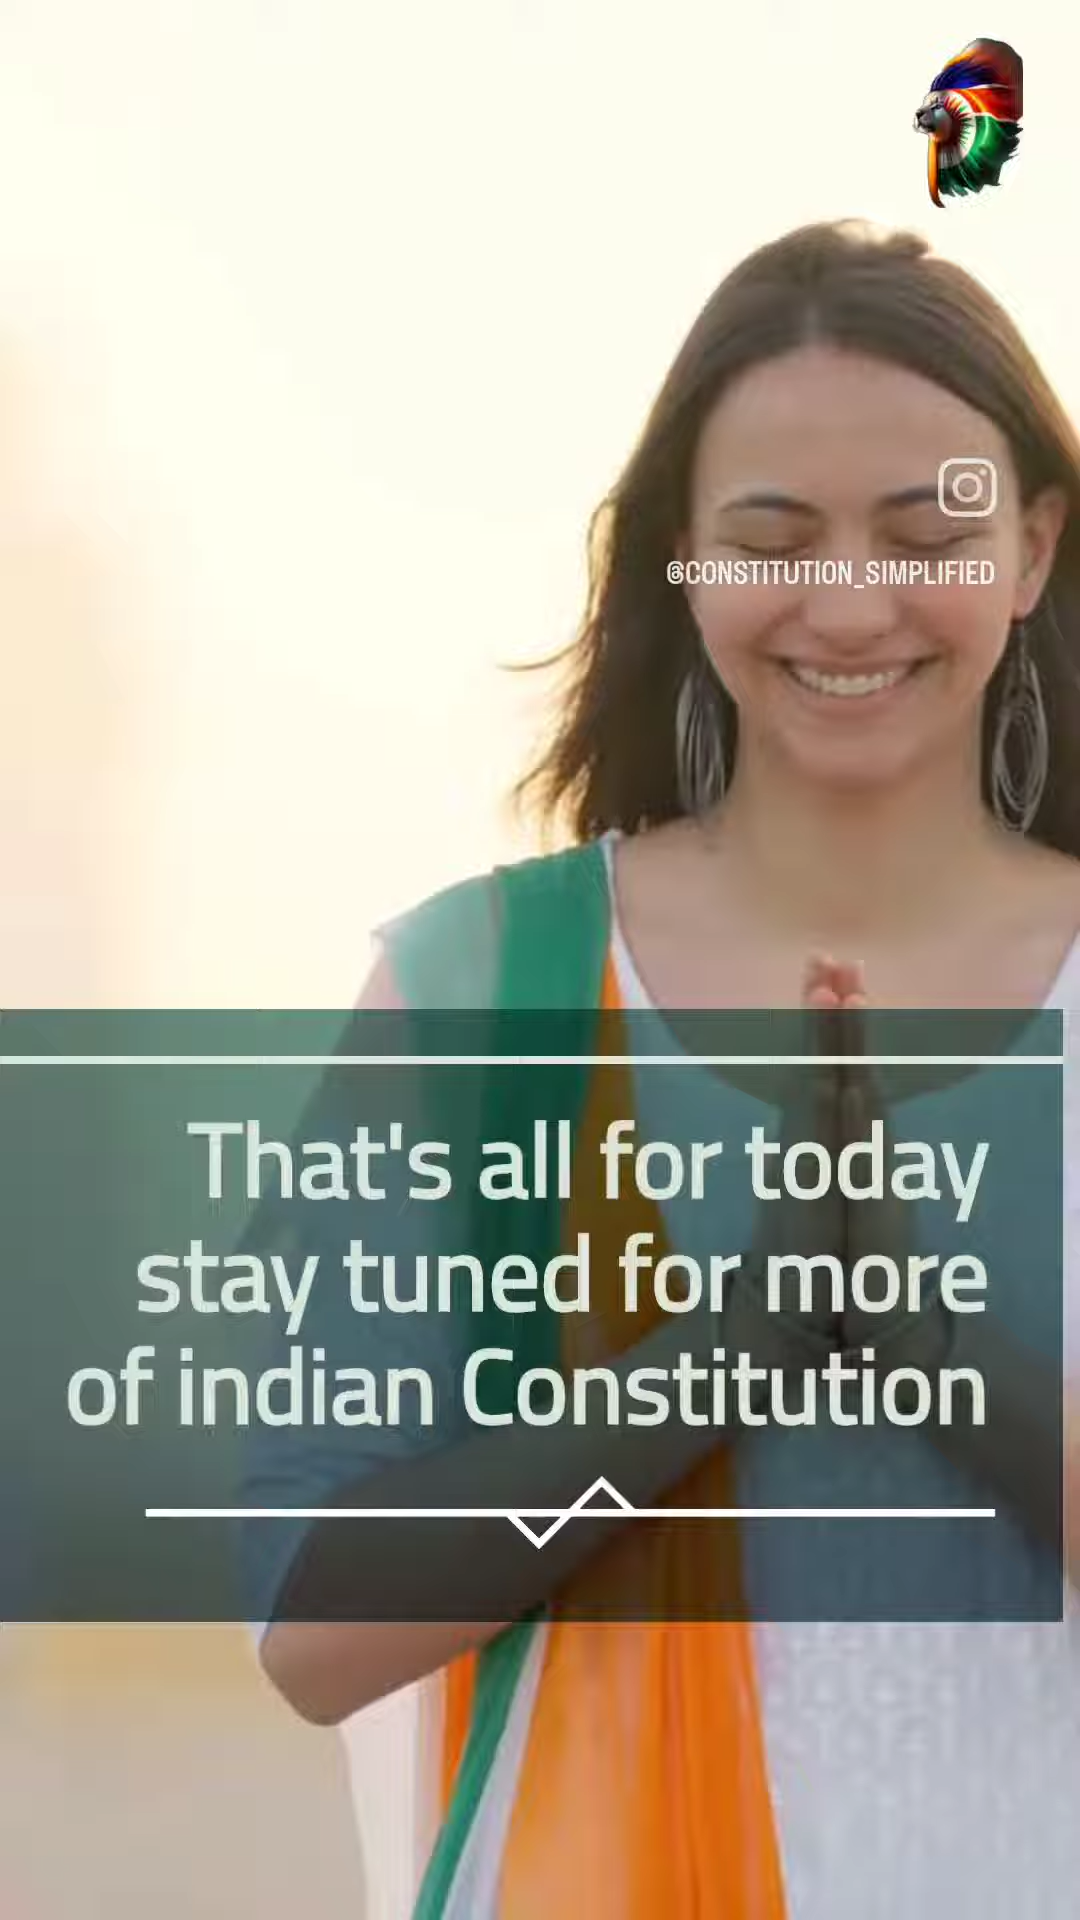 @CONSTITUTION_SIMPLIFIED
That's all for today
stay tuned for more
of indian Constitution